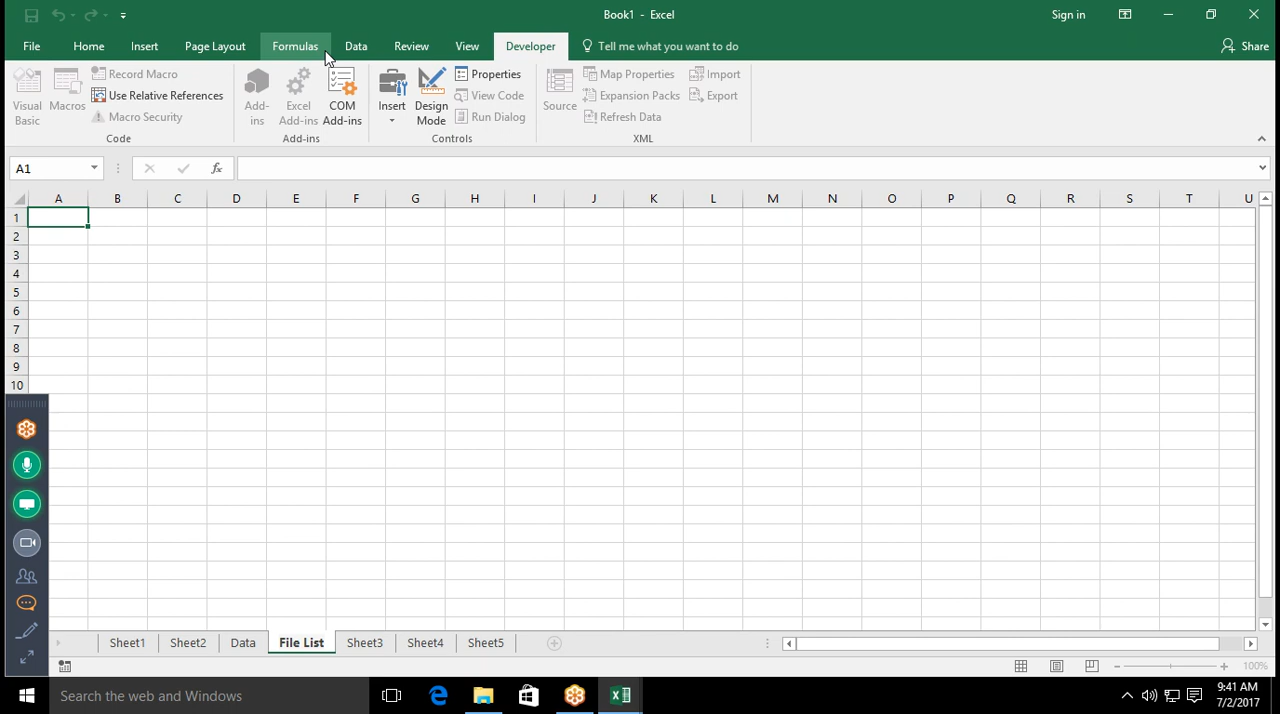 Book1 - Excel
Sign in
File Home Insert Page Layout Formulas Data Review View Developer Tell me what you want to do Share
Visual Basic
Macros
Record Macro
Use Relative References
Macro Security
Code
Add-ins
Excel Add-ins
COM Add-ins
Add-ins
Insert
Design Mode
Properties
View Code
Run Dialog
Controls
Source
Map Properties
Expansion Packs
Refresh Data
Import
Export
XML
A1
fx
A B C D E F G H I J K L M N O P Q R S T U
1
2
3
4
5
6
7
8
9
10
Sheet1 Sheet2 Data File List Sheet3 Sheet4 Sheet5
100%
Search the web and Windows
9:41 AM
7/2/2017